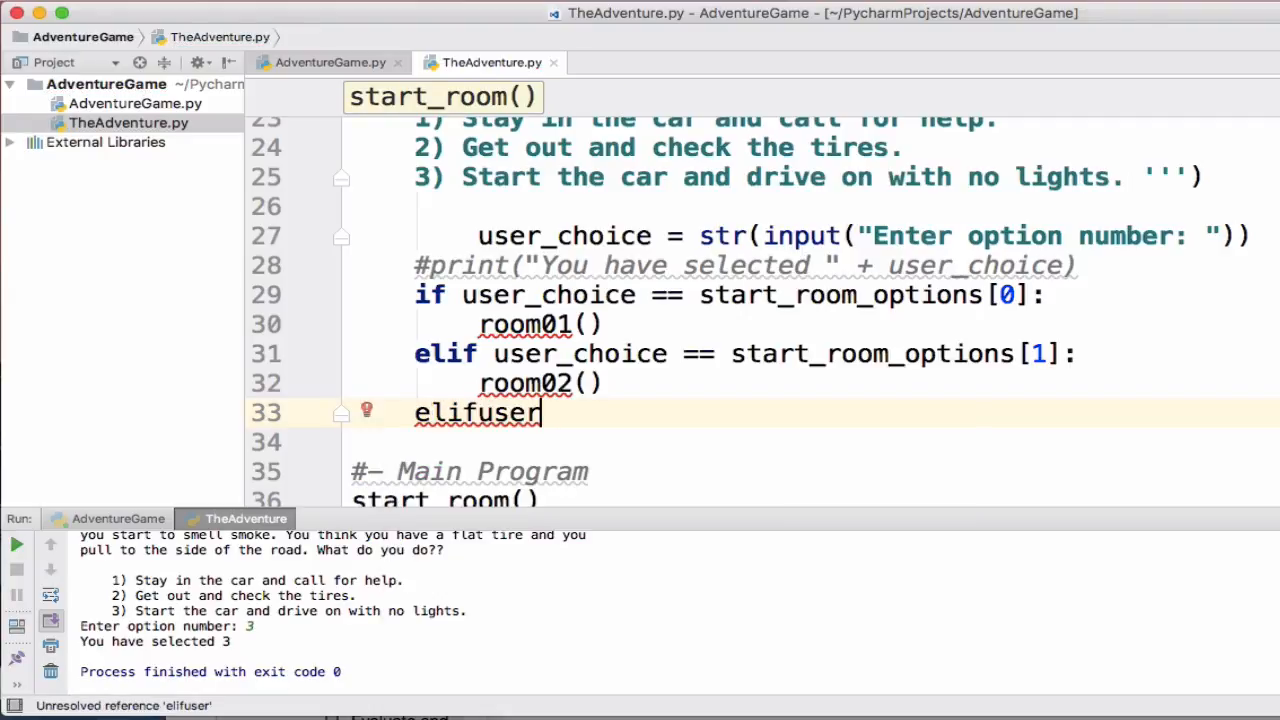 TheAdventure.py - AdventureGame - [~/PycharmProjects/AdventureGame]
AdventureGame
TheAdventure.py
Project
AdventureGame.py
TheAdventure.py
AdventureGame ~/Pycharm
AdventureGame.py
TheAdventure.py
External Libraries
start_room()
23 1) Stay in the car and call for help.
24 2) Get out and check the tires.
25 3) Start the car and drive on with no lights. ''')
26
27 user_choice = str(input("Enter option number: "))
28 #print("You have selected " + user_choice)
29 if user_choice == start_room_options[0]:
30 room01()
31 elif user_choice == start_room_options[1]:
32 room02()
33 elifuser
34
35 #- Main Program
36 start_room()
Run: AdventureGame TheAdventure
you start to smell smoke. You think you have a flat tire and you
pull to the side of the road. What do you do??
1) Stay in the car and call for help.
2) Get out and check the tires.
3) Start the car and drive on with no lights.
Enter option number: 3
You have selected 3
Process finished with exit code 0
Unresolved reference 'elifuser'